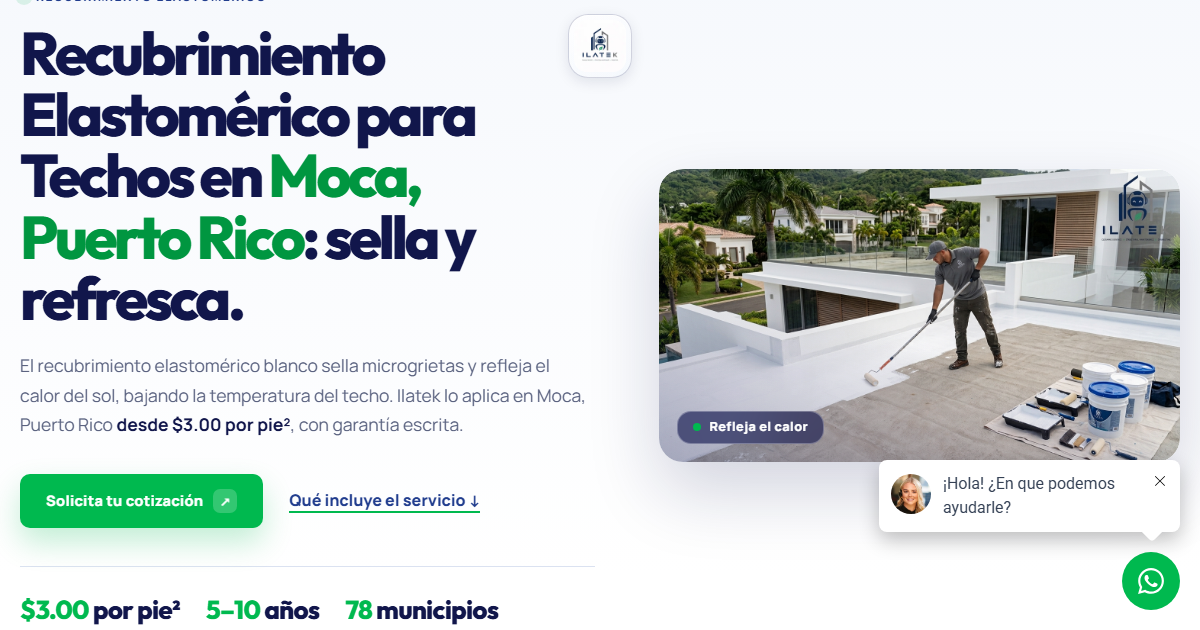 ILATEK
Recubrimiento
Elastomérico para
Techos en Moca,
Puerto Rico: sella y
refresca.
El recubrimiento elastomérico blanco sella microgrietas y refleja el
calor del sol, bajando la temperatura del techo. Ilatek lo aplica en Moca,
Puerto Rico desde $3.00 por pie², con garantía escrita.
Solicita tu cotización ↗
Qué incluye el servicio ↓
$3.00 por pie²
5–10 años
78 municipios
ILATE
Refleja el calor
¡Hola! ¿En que podemos
ayudarle?